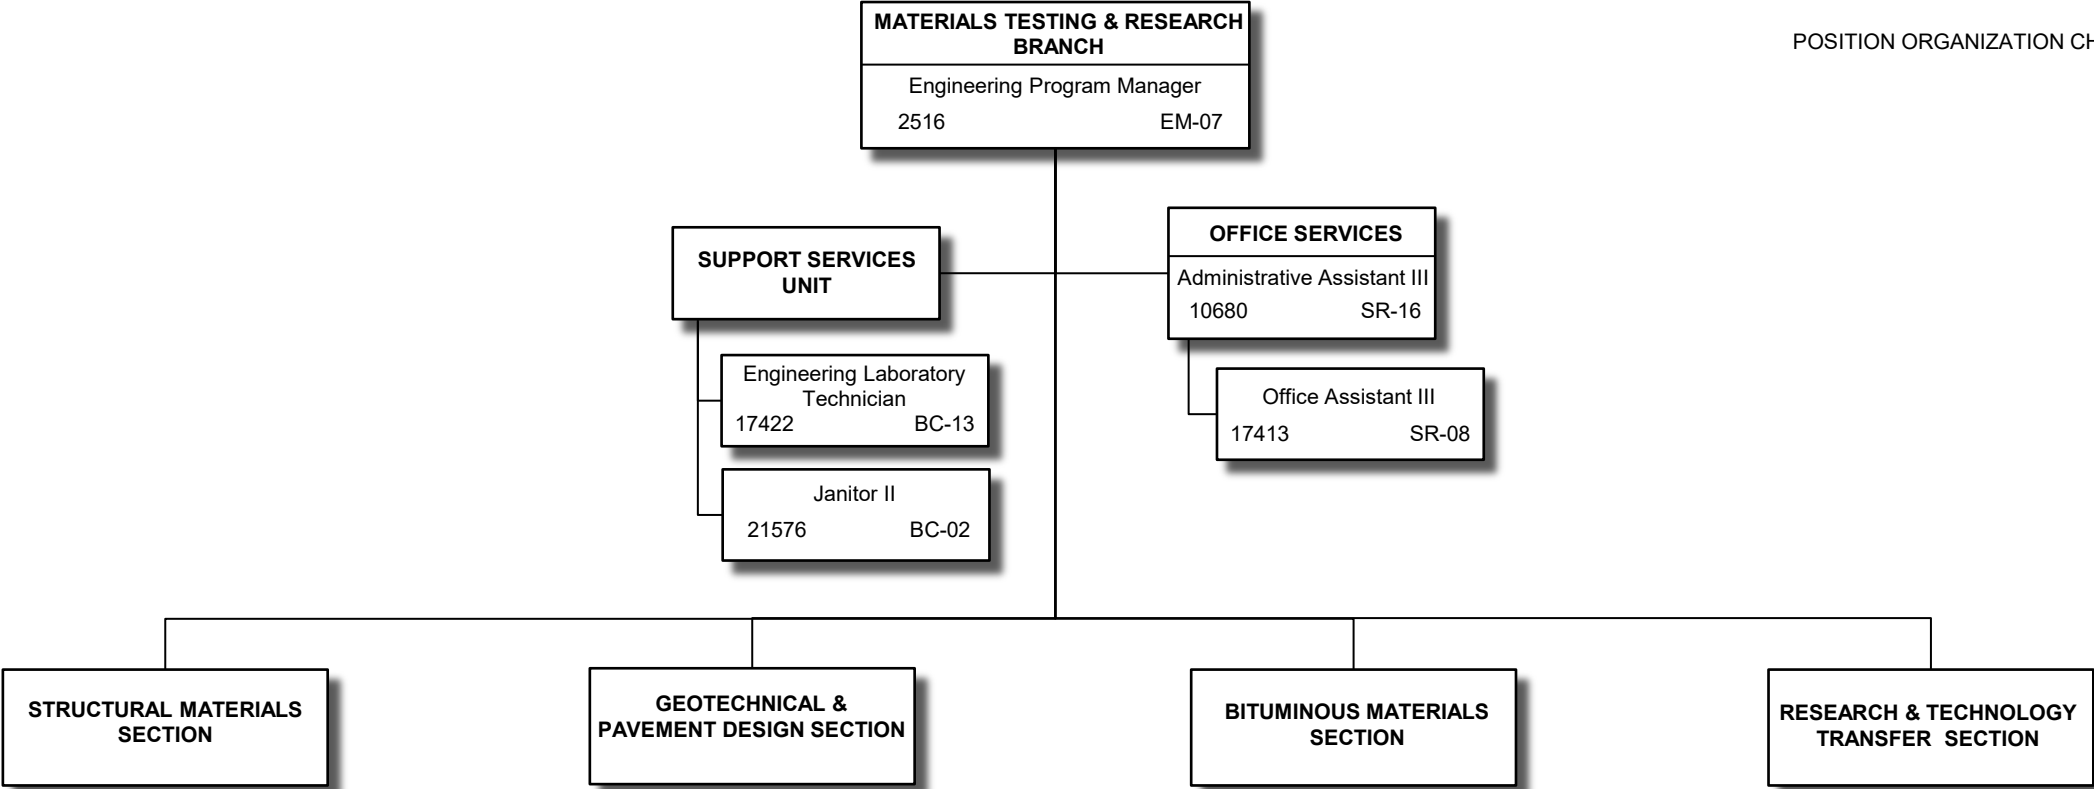 MATERIALS TESTING & RESEARCH
BRANCH
Engineering Program Manager
2516 EM-07
POSITION ORGANIZATION CH
SUPPORT SERVICES
UNIT
OFFICE SERVICES
Administrative Assistant III
10680 SR-16
Engineering Laboratory
Technician
17422 BC-13
Office Assistant III
17413 SR-08
Janitor II
21576 BC-02
STRUCTURAL MATERIALS
SECTION
GEOTECHNICAL &
PAVEMENT DESIGN SECTION
BITUMINOUS MATERIALS
SECTION
RESEARCH & TECHNOLOGY
TRANSFER SECTION